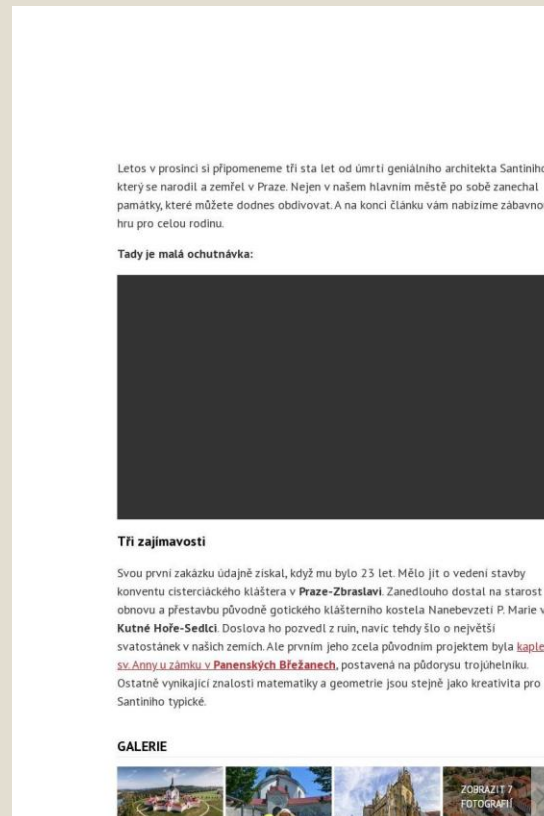 Letos v prosinci si připomeneme tři sta let od úmrtí geniálního architekta Santiniho
který se narodil a zemřel v Praze. Nejen v našem hlavním městě po sobě zanechal
památky, které můžete dodnes obdivovat. A na konci článku vám nabízíme zábavnou
hru pro celou rodinu.
Tady je malá ochutnávka:
Tři zajímavosti
Svou první zakázku údajně získal, když mu bylo 23 let. Mělo jít o vedení stavby
konventu cisterciáckého kláštera v Praze-Zbraslavi. Zanedlouho dostal na starost
obnovu a přestavbu původně gotického klášterního kostela Nanebevzetí P. Marie v
Kutné Hoře-Sedlci. Doslova ho pozvedl z ruin, navíc tehdy šlo o největší
svatostánek v našich zemích. Ale prvním jeho zcela původním projektem byla kaple
sv. Anny u zámku v Panenských Břežanech, postavená na půdorysu trojúhelníku.
Ostatně vynikající znalosti matematiky a geometrie jsou stejně jako kreativita pro
Santiniho typické.
GALERIE
ZOBRAZIT 7
FOTOGRAFIÍ